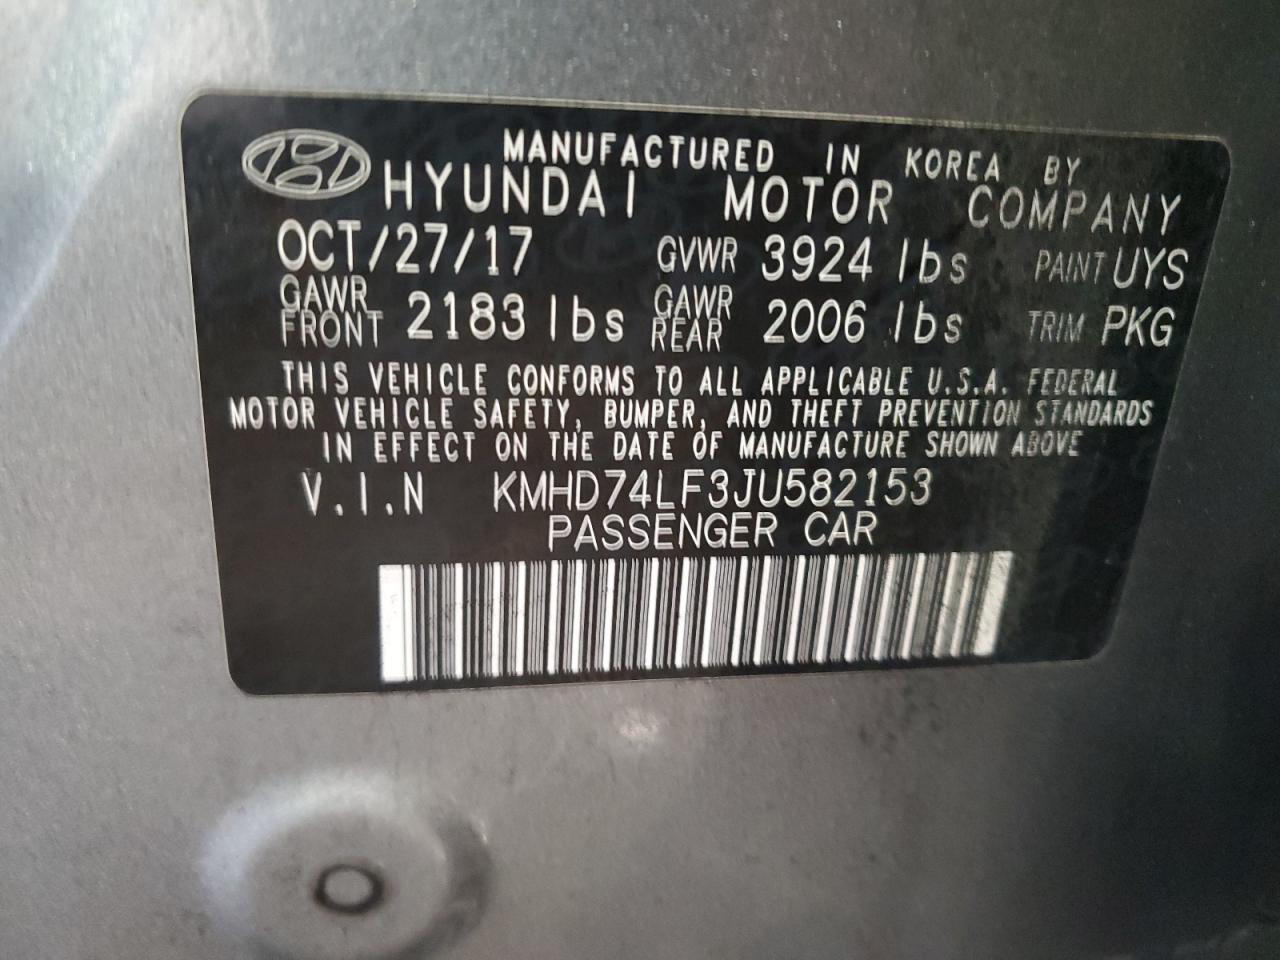 MANUFACTURED IN KOREA BY
HYUNDAI MOTOR COMPANY
OCT/27/17 GVWR 3924 lbs PAINT UYS
GAWR FRONT 2183 lbs GAWR REAR 2006 lbs TRIM PKG
THIS VEHICLE CONFORMS TO ALL APPLICABLE U.S.A. FEDERAL
MOTOR VEHICLE SAFETY, BUMPER, AND THEFT PREVENTION STANDARDS
IN EFFECT ON THE DATE OF MANUFACTURE SHOWN ABOVE
V.I.N KMHD74LF3JU582153
PASSENGER CAR